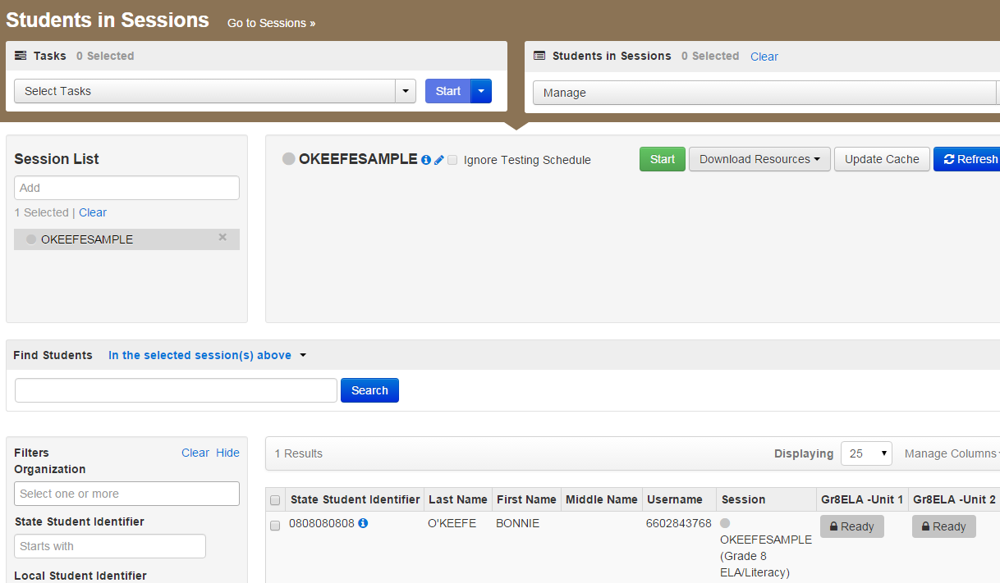 Students in Sessions Go to Sessions »
Tasks 0 Selected
Select Tasks Start
Students in Sessions 0 Selected Clear
Manage
Session List
Add
1 Selected | Clear
OKEEFESAMPLE ×
OKEEFESAMPLE Ignore Testing Schedule Start Download Resources Update Cache Refresh
Find Students In the selected session(s) above
Search
Filters Clear Hide
Organization
Select one or more
State Student Identifier
Starts with
Local Student Identifier
1 Results Displaying 25 Manage Columns
State Student Identifier Last Name First Name Middle Name Username Session Gr8ELA -Unit 1 Gr8ELA -Unit 2
0808080808 O'KEEFE BONNIE 6602843768 Ready Ready
OKEEFESAMPLE
(Grade 8
ELA/Literacy)